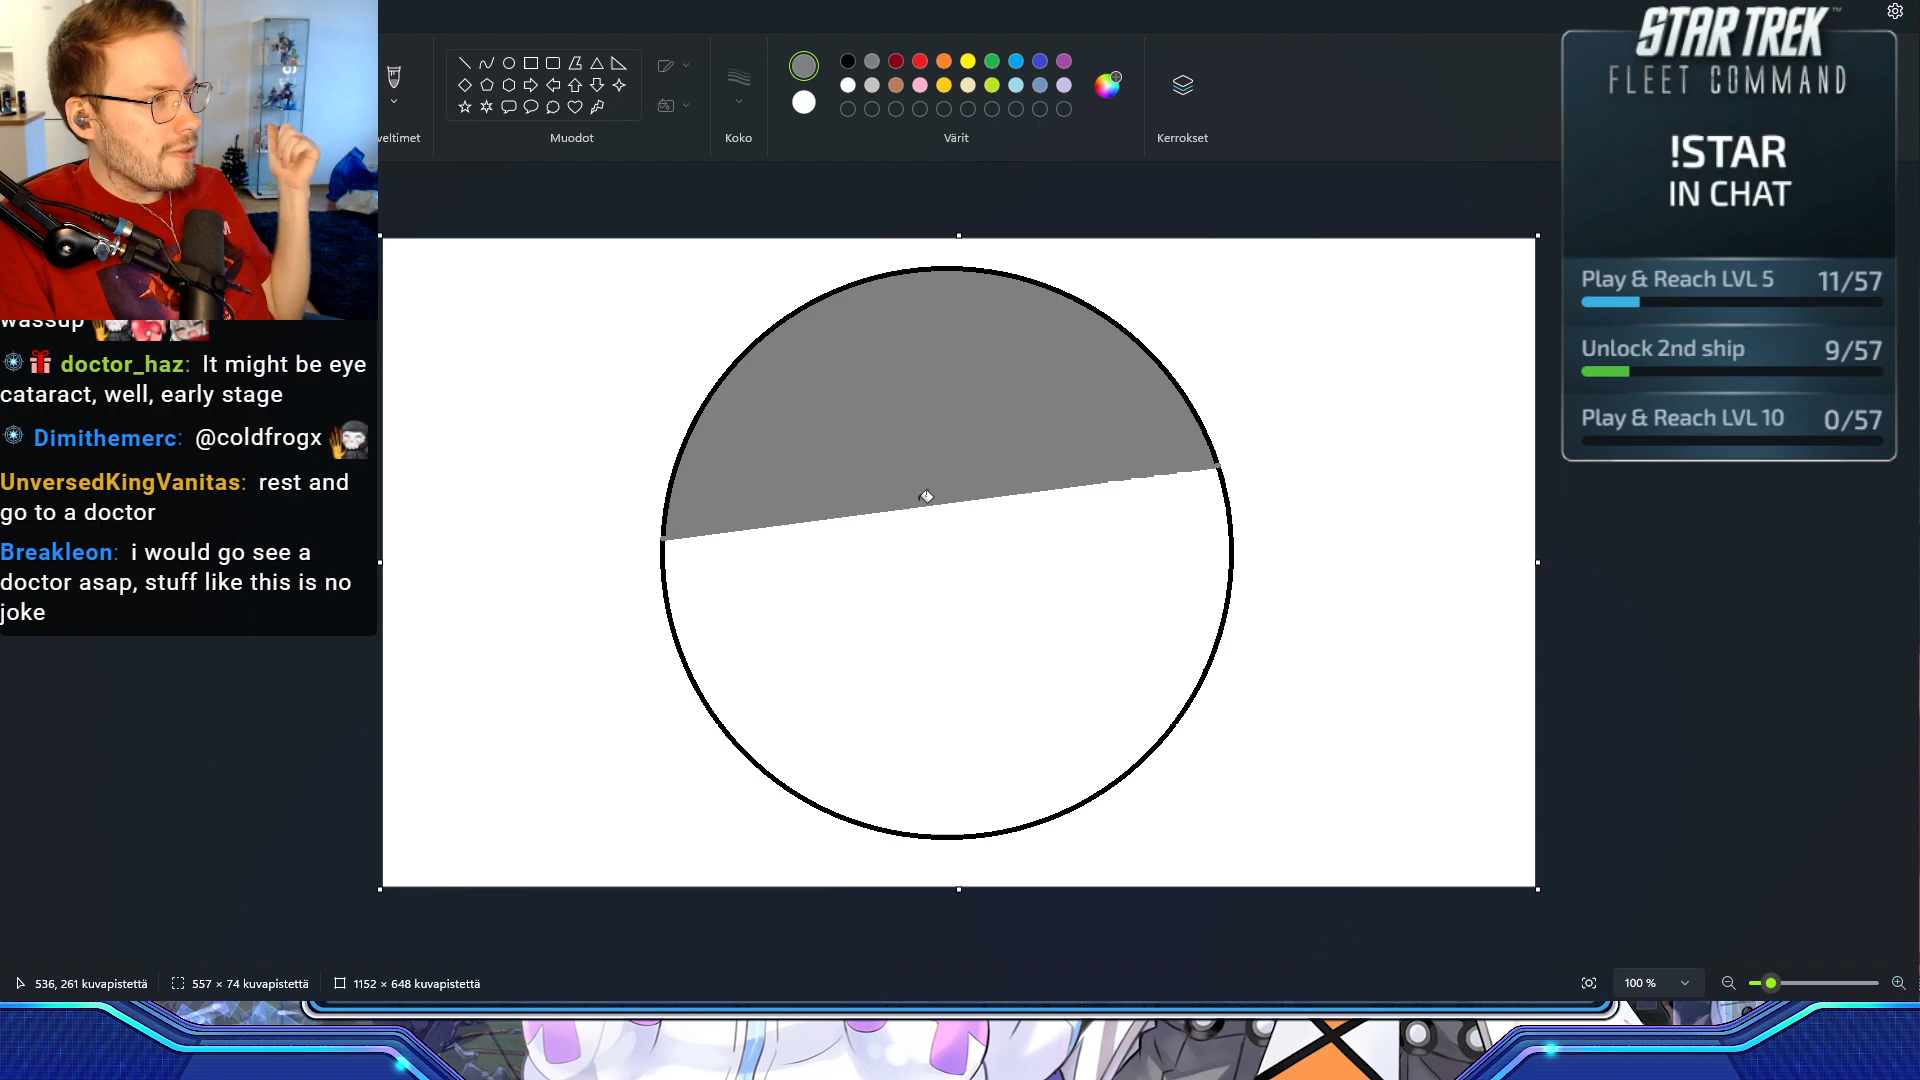 STAR TREK™
FLEET COMMAND
!STAR
IN CHAT
Play & Reach LVL 5 11/57
Unlock 2nd ship 9/57
Play & Reach LVL 10 0/57
veltimet
Muodot
Koko
Värit
Kerrokset
wassup
doctor_haz: It might be eye
cataract, well, early stage
Dimithemerc: @coldfrogx
UnversedKingVanitas: rest and
go to a doctor
Breakleon: i would go see a
doctor asap, stuff like this is no
joke
536, 261 kuvapistettä
557 × 74 kuvapistettä
1152 × 648 kuvapistettä
100 %